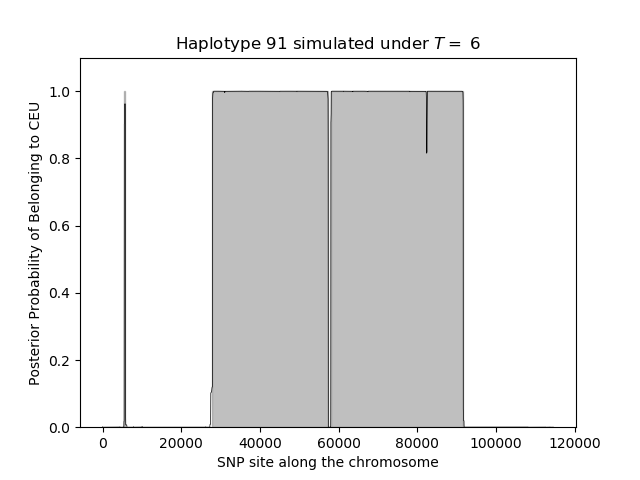 Haplotype 91 simulated under T = 6
Posterior Probability of Belonging to CEU
1.0
0.8
0.6
0.4
0.2
0.0
0 20000 40000 60000 80000 100000 120000
SNP site along the chromosome